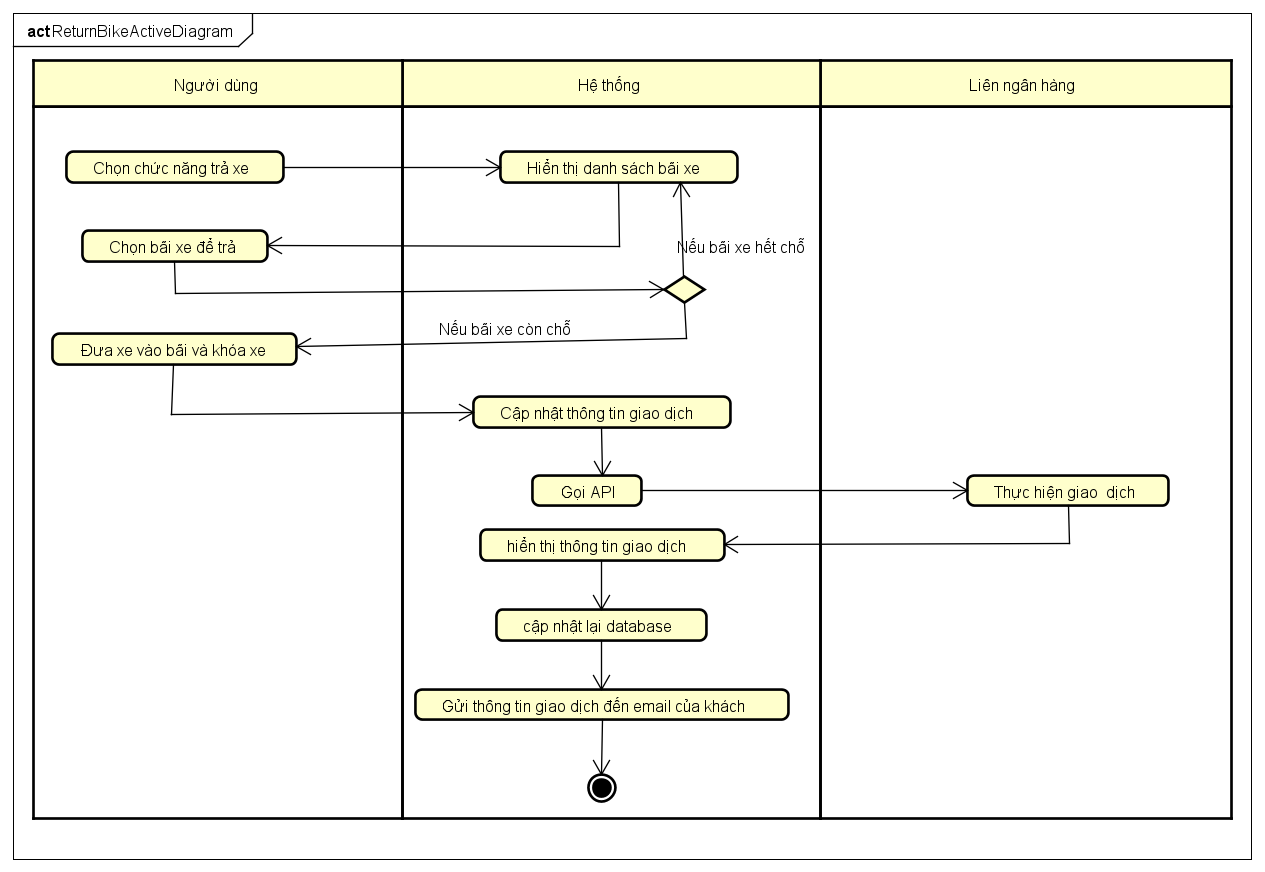 act ReturnBikeActiveDiagram
Người dùng
Hệ thống
Liên ngân hàng
Chọn chức năng trả xe
Hiển thị danh sách bãi xe
Chọn bãi xe để trả
Nếu bãi xe hết chỗ
Nếu bãi xe còn chỗ
Đưa xe vào bãi và khóa xe
Cập nhật thông tin giao dịch
Gọi API
Thực hiện giao dịch
hiển thị thông tin giao dịch
cập nhật lại database
Gửi thông tin giao dịch đến email của khách